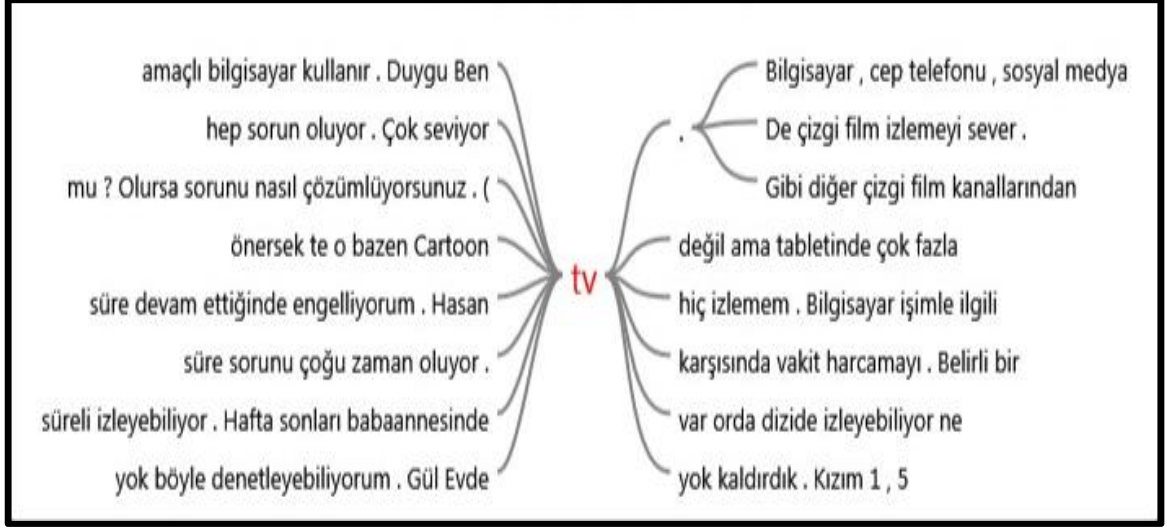 amaçlı bilgisayar kullanır . Duygu Ben
hep sorun oluyor . Çok seviyor
mu ? Olursa sorunu nasıl çözümlüyorsunuz . (
önersek te o bazen Cartoon
süre devam ettiğinde engelliyorum . Hasan
süre sorunu çoğu zaman oluyor .
süreli izleyebiliyor . Hafta sonları babaannesinde
yok böyle denetleyebiliyorum . Gül Evde
tv
.
Bilgisayar , cep telefonu , sosyal medya
De çizgi film izlemeyi sever .
Gibi diğer çizgi film kanallarından
değil ama tabletinde çok fazla
hiç izlemem . Bilgisayar işimle ilgili
karşısında vakit harcamayı . Belirli bir
var orda dizide izleyebiliyor ne
yok kaldırdık . Kızım 1 , 5